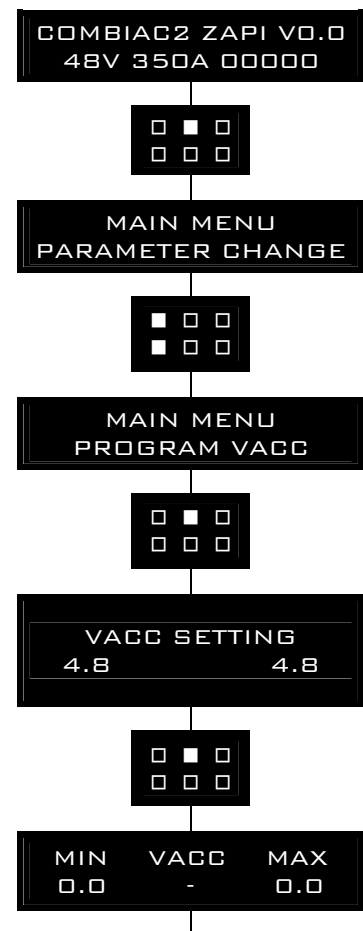 COMBIAC2 ZAPI V0.0
48V 350A 00000
MAIN MENU
PARAMETER CHANGE
MAIN MENU
PROGRAM VACC
VACC SETTING
4.8 4.8
MIN VACC MAX
0.0 - 0.0